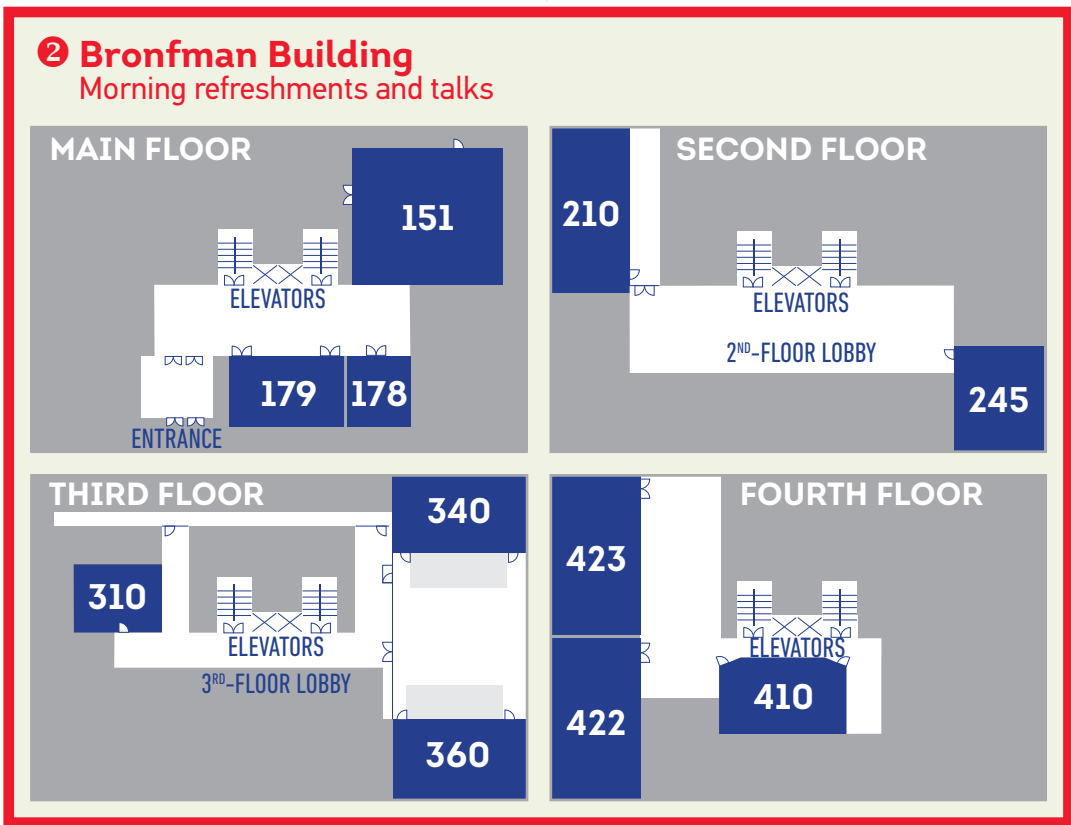 ❷ Bronfman Building
Morning refreshments and talks
MAIN FLOOR
151
ELEVATORS
179
178
ENTRANCE
SECOND FLOOR
210
ELEVATORS
2ND-FLOOR LOBBY
245
THIRD FLOOR
340
310
ELEVATORS
3RD-FLOOR LOBBY
360
FOURTH FLOOR
423
ELEVATORS
410
422